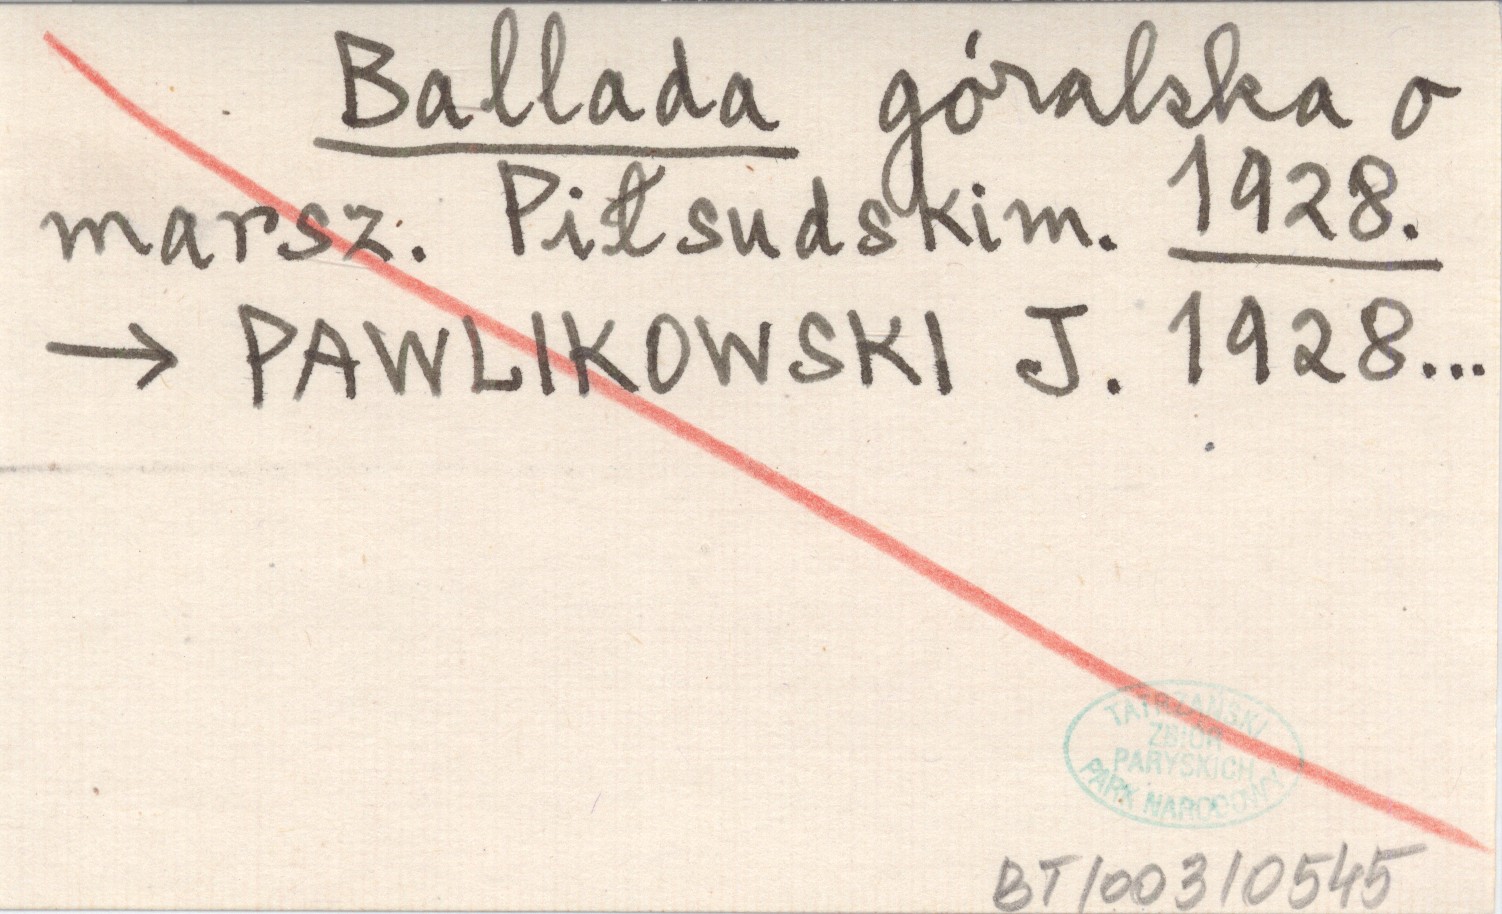 Ballada góralska o
marsz. Piłsudskim. 1928.
→ PAWLIKOWSKI J. 1928...
TATRZAŃSKI
ZBIÓR
PARYSKICH
PARK NARODOWY
BT/003/0545